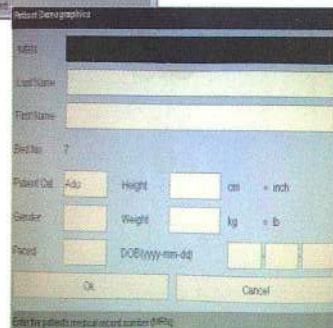 Patient Demographics
MRN
Last Name
First Name
Bed No. 7
Patient Cat. Adu Height cm inch
Gender Weight kg lb
Paced DOB(yyyy-mm-dd) - -
Ok Cancel
Enter the patient's medical record number (MRN).